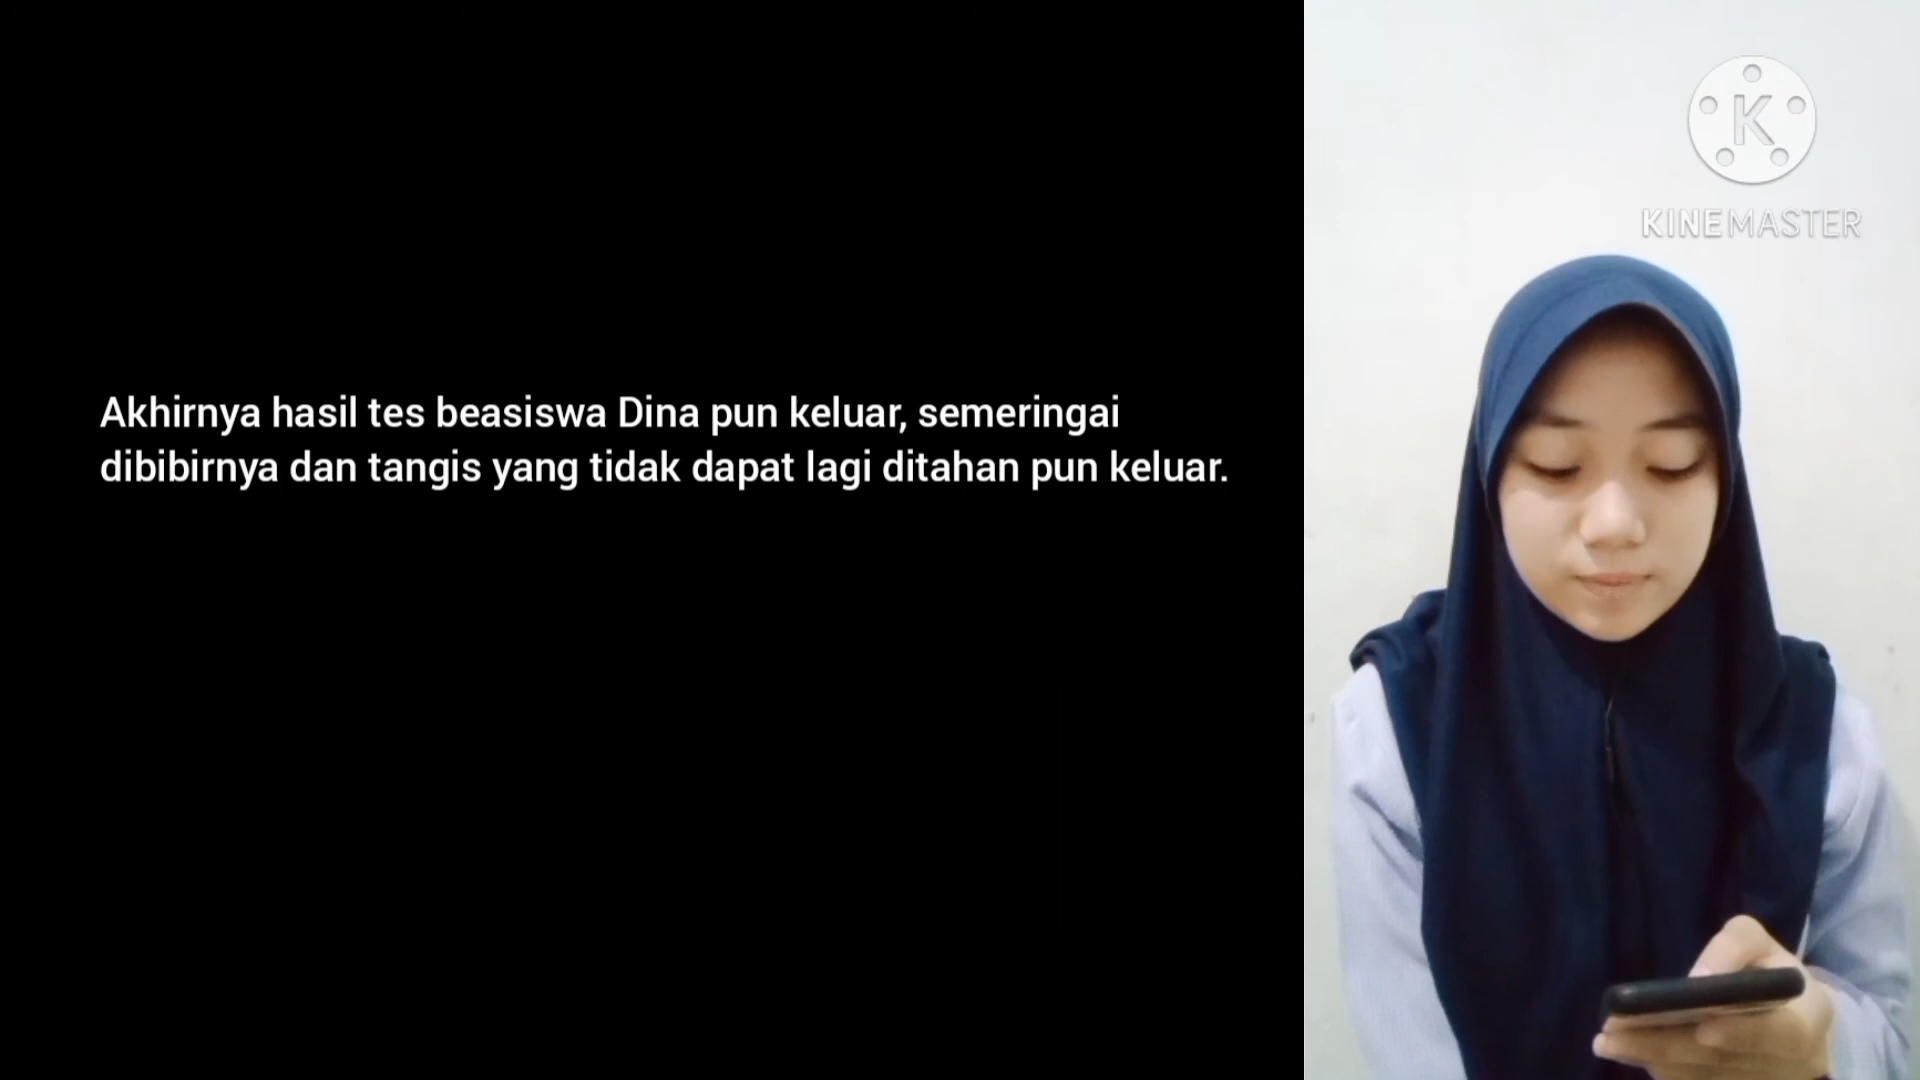 Akhirnya hasil tes beasiswa Dina pun keluar, semeringai
dibibirnya dan tangis yang tidak dapat lagi ditahan pun keluar.
K
KINEMASTER